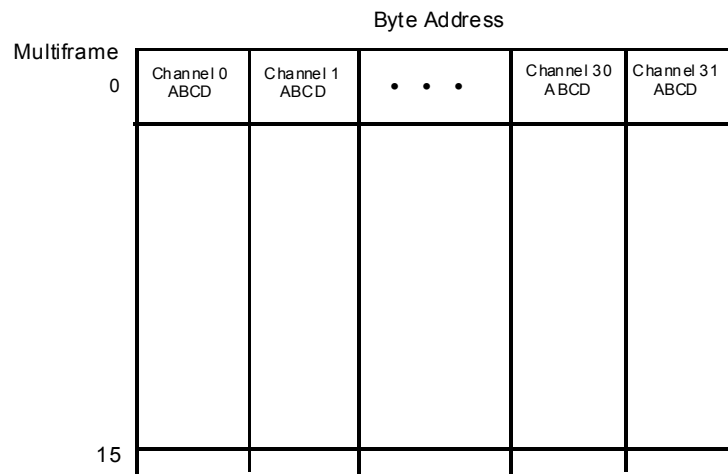 Byte Address
Multiframe
0
Channel 0
ABCD
Channel 1
ABCD
• • •
Channel 30
ABCD
Channel 31
ABCD
15